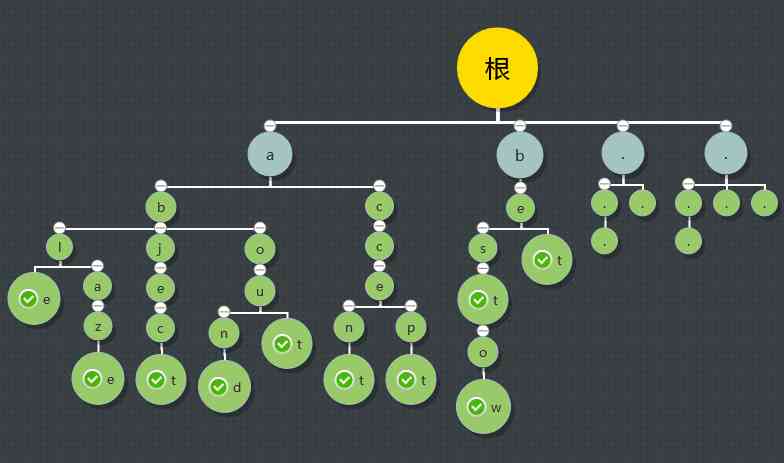 根
a b . .
b c e . . . . .
l j o c s t . .
e a e u e t
z c n t n p o
e t d t t w